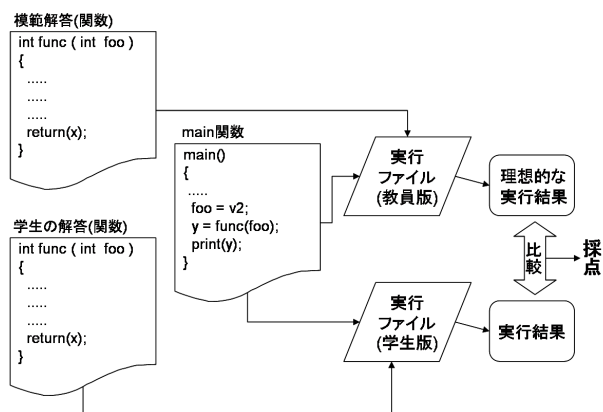 模範解答(関数)
int func ( int foo )
{
.....
.....
.....
return(x);
}
main関数
main()
{
.....
foo = v2;
y = func(foo);
print(y);
}
学生の解答(関数)
int func ( int foo )
{
.....
.....
.....
return(x);
}
実行
ファイル
(教員版)
理想的な
実行結果
比較
採点
実行
ファイル
(学生版)
実行結果